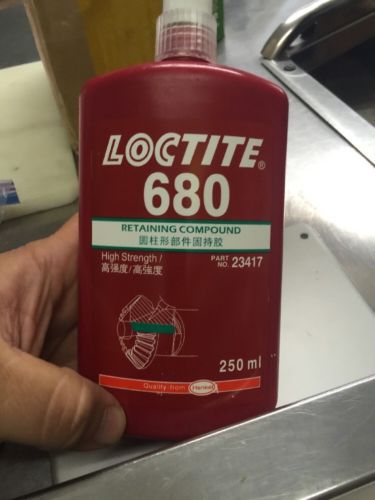 LOCTITE®
680
RETAINING COMPOUND
圆柱形部件固持胶
High Strength /
高强度/高強度
PART NO. 23417
250 ml
Quality from Henkel